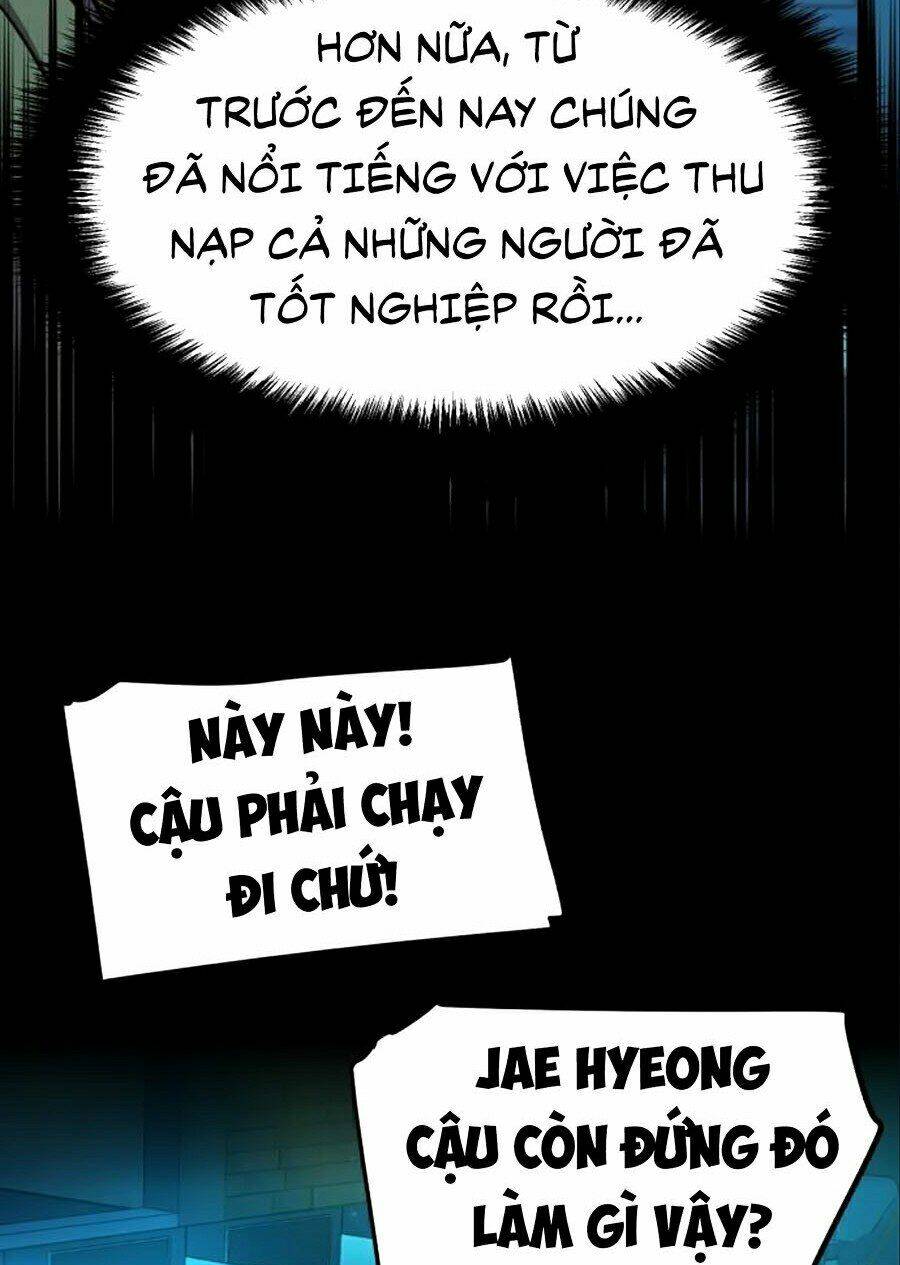 HƠN NỮA, TỪ
TRƯỚC ĐẾN NAY CHÚNG
ĐÃ NỔI TIẾNG VỚI VIỆC THU
NẠP CẢ NHỮNG NGƯỜI ĐÃ
TỐT NGHIỆP RỒI...
NÀY NÀY!
CẬU PHẢI CHẠY
ĐI CHỨ!
JAE HYEONG
CẬU CÒN ĐỨNG ĐÓ
LÀM GÌ VẬY?